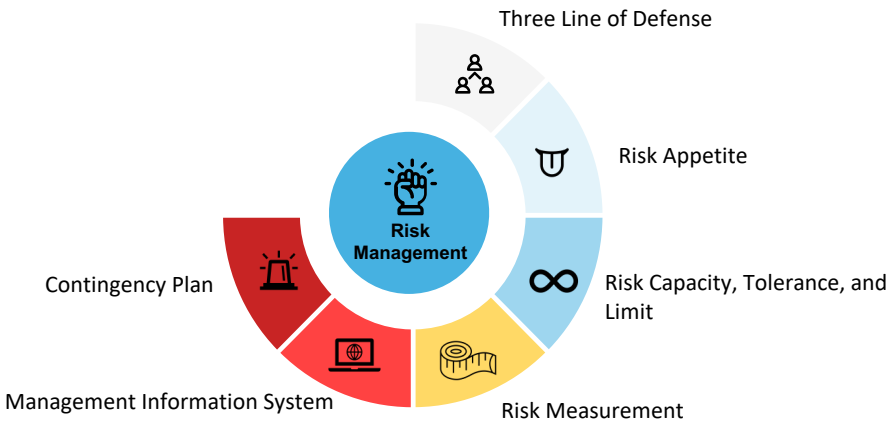 Three Line of Defense
Risk Appetite
Risk
Management
Risk Capacity, Tolerance, and
Limit
Contingency Plan
Management Information System
Risk Measurement